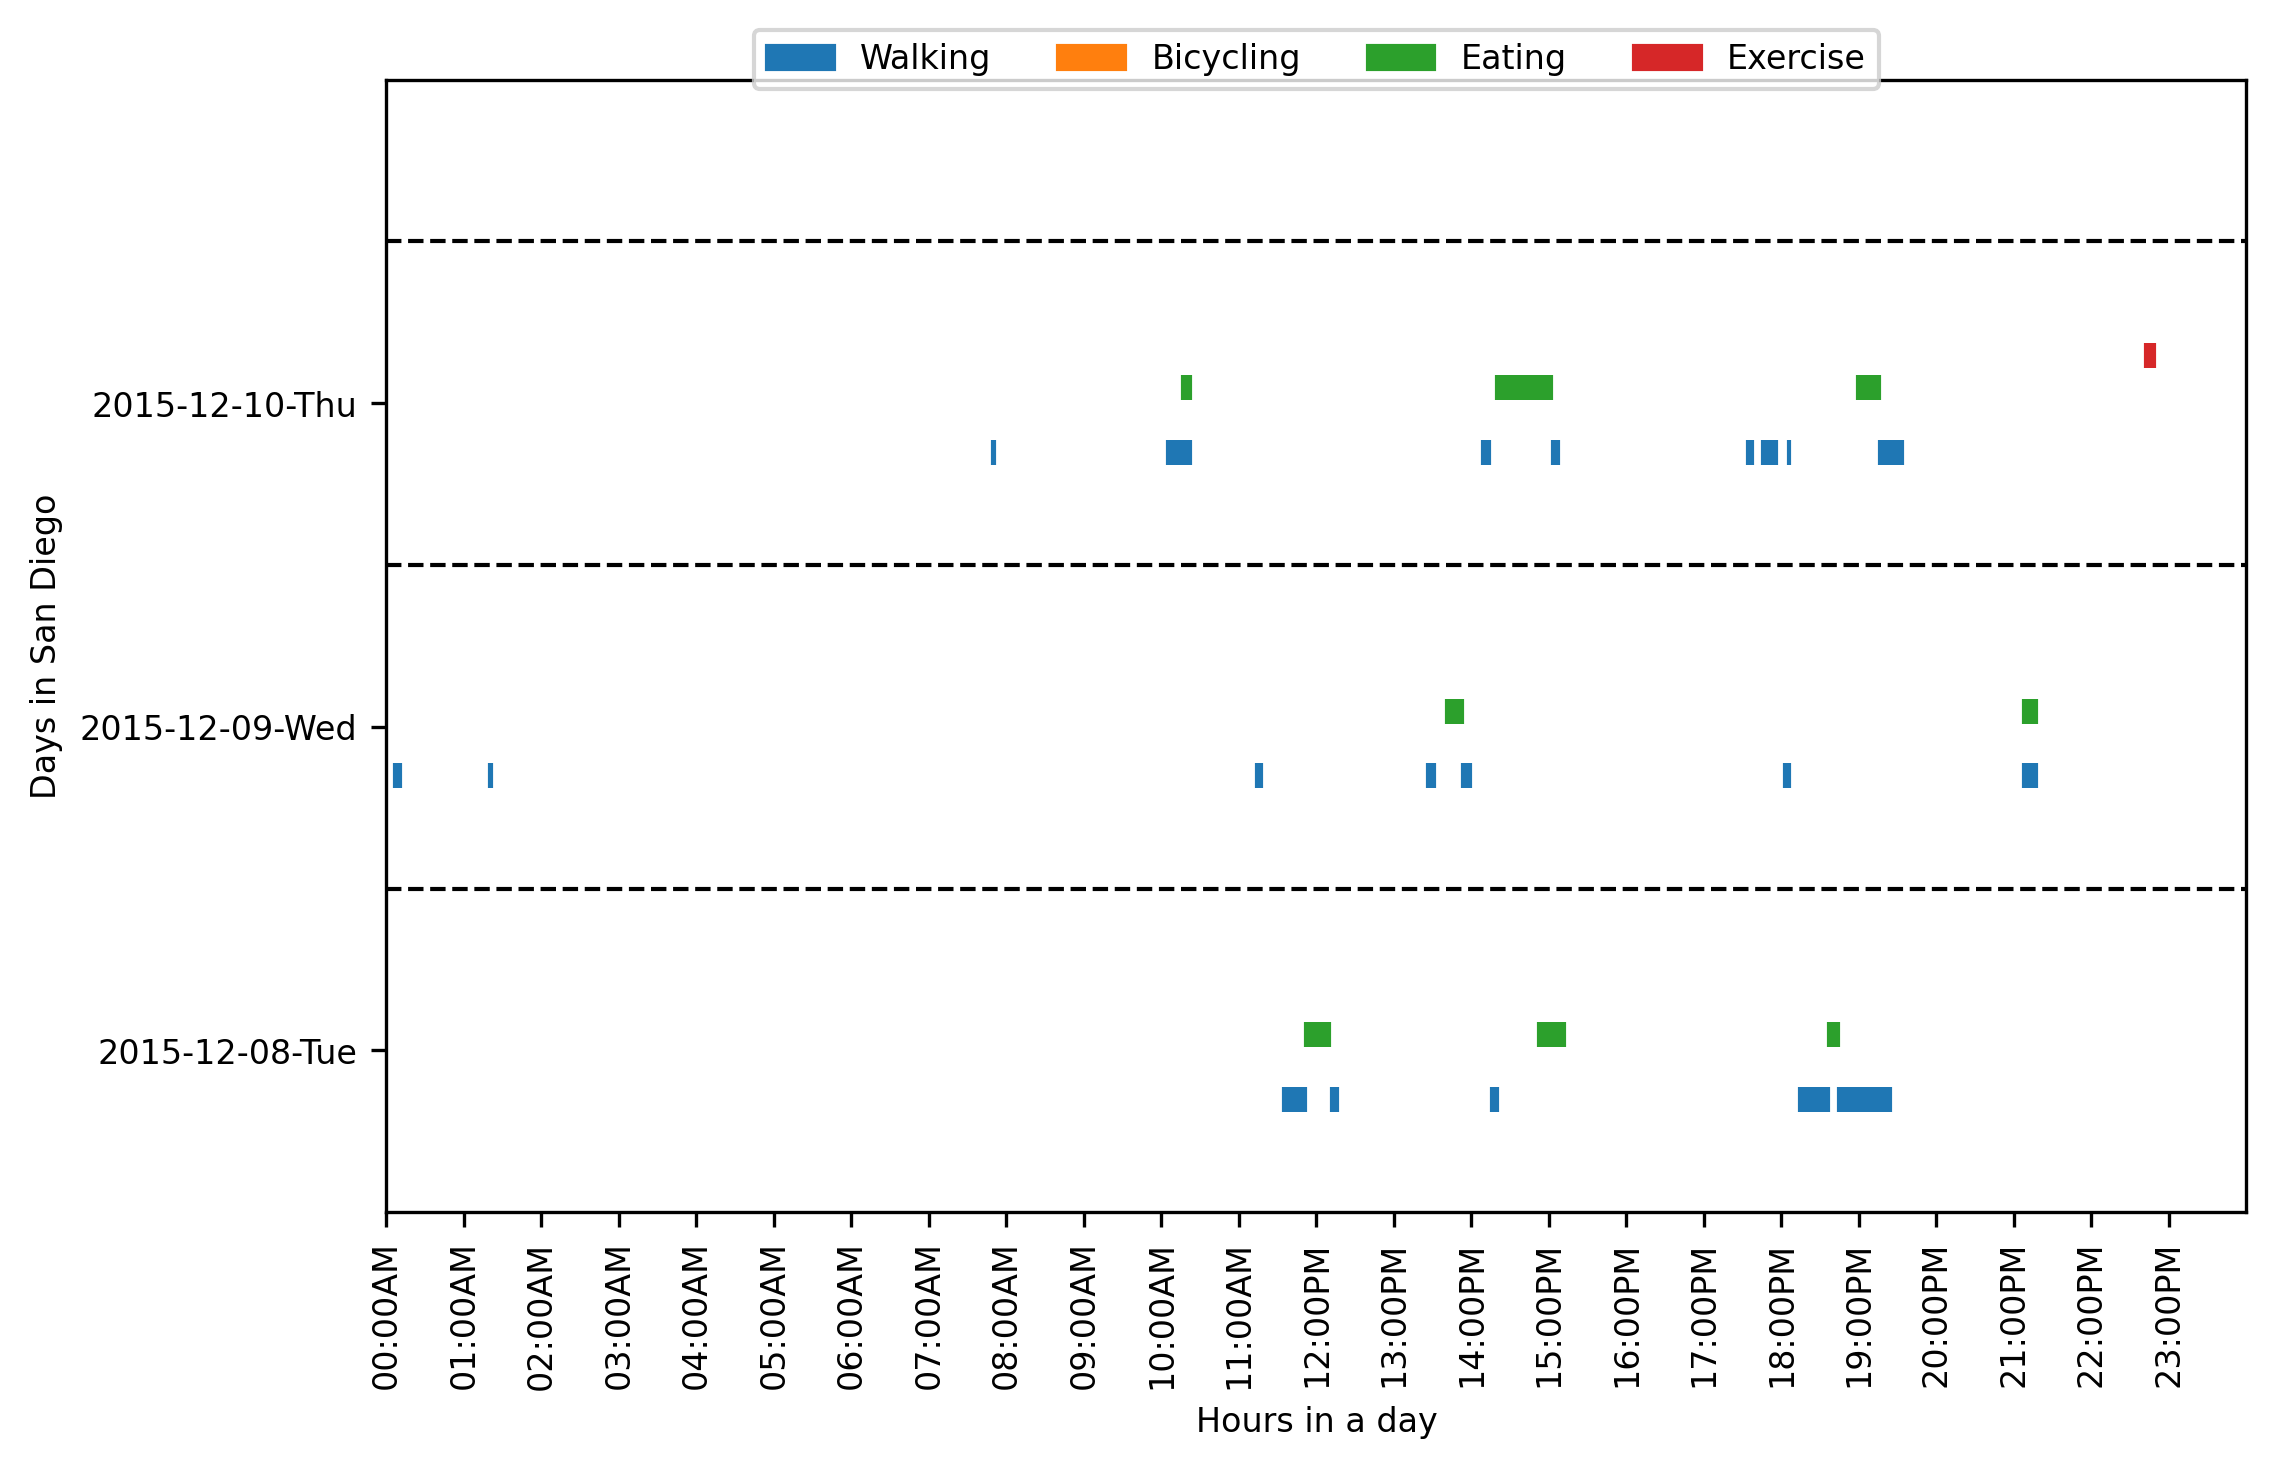 Walking Bicycling Eating Exercise
2015-12-10-Thu
2015-12-09-Wed
2015-12-08-Tue
Days in San Diego
00:00AM
01:00AM
02:00AM
03:00AM
04:00AM
05:00AM
06:00AM
07:00AM
08:00AM
09:00AM
10:00AM
11:00AM
12:00PM
13:00PM
14:00PM
15:00PM
16:00PM
17:00PM
18:00PM
19:00PM
20:00PM
21:00PM
22:00PM
23:00PM
Hours in a day